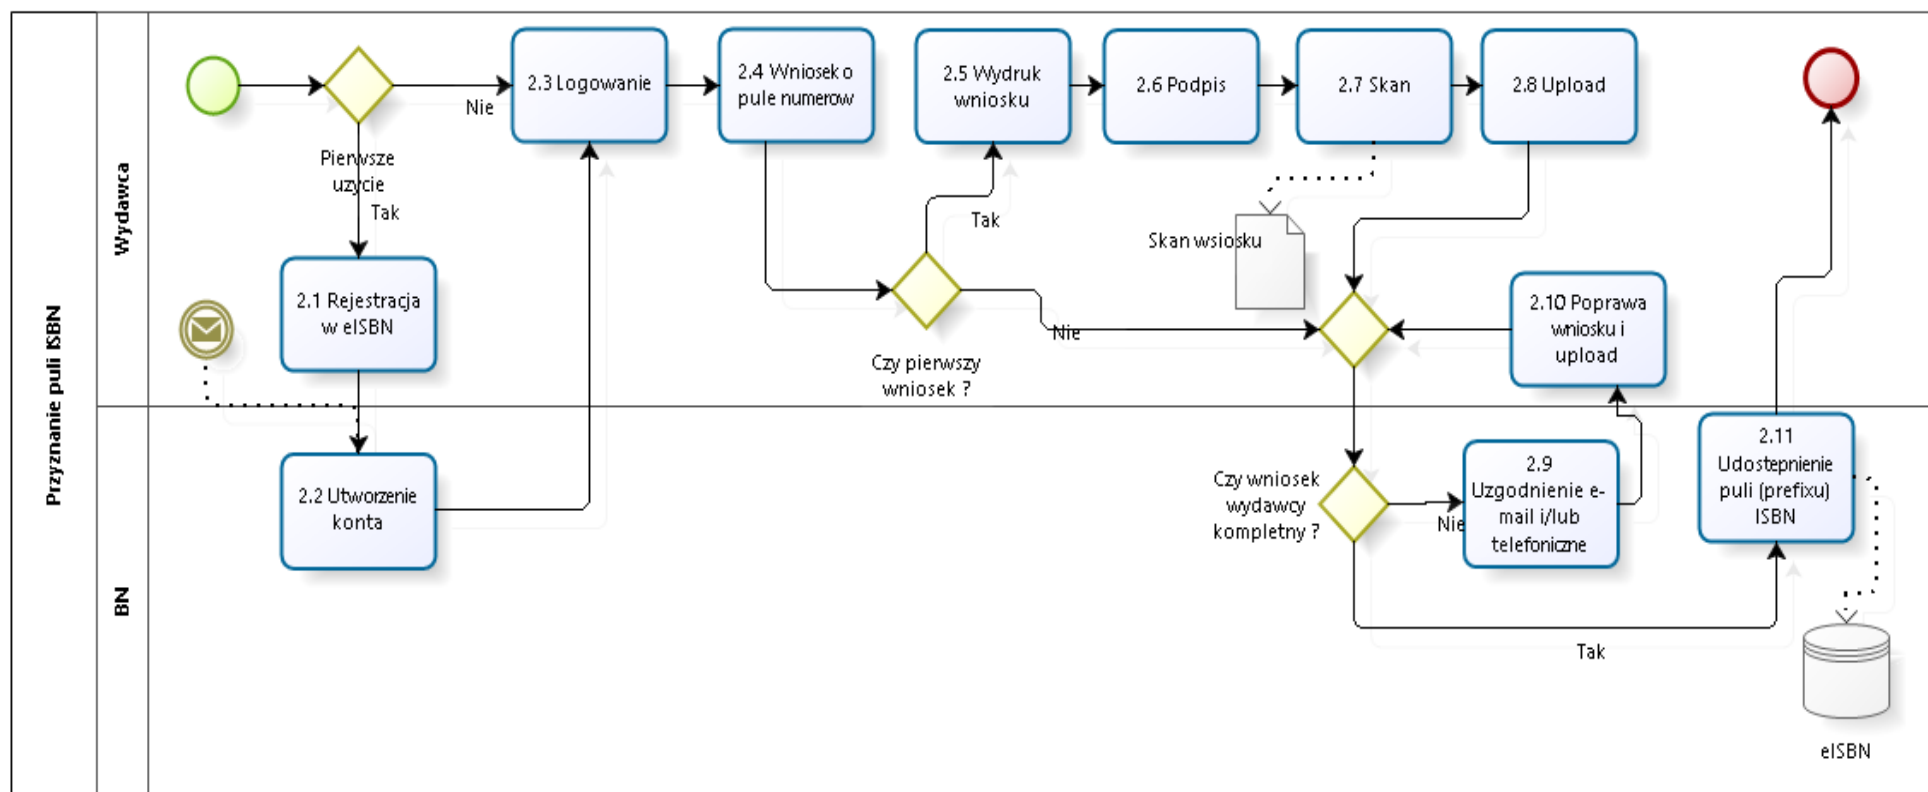 Przyznanie puli ISBN
Wydawca
BN
Pierwsze
uzycie
Nie
Tak
2.1 Rejestracja
w eISBN
2.2 Utworzenie
konta
2.3 Logowanie
2.4 Wniosek o
pule numerow
Czy pierwszy
wniosek ?
Tak
Nie
2.5 Wydruk
wniosku
2.6 Podpis
2.7 Skan
Skan wsiosku
2.8 Upload
Czy wniosek
wydawcy
kompletny ?
Nie
Tak
2.9
Uzgodnienie e-
mail i/lub
telefoniczne
2.10 Poprawa
wniosku i
upload
2.11
Udostepnienie
puli (prefixu)
ISBN
eISBN